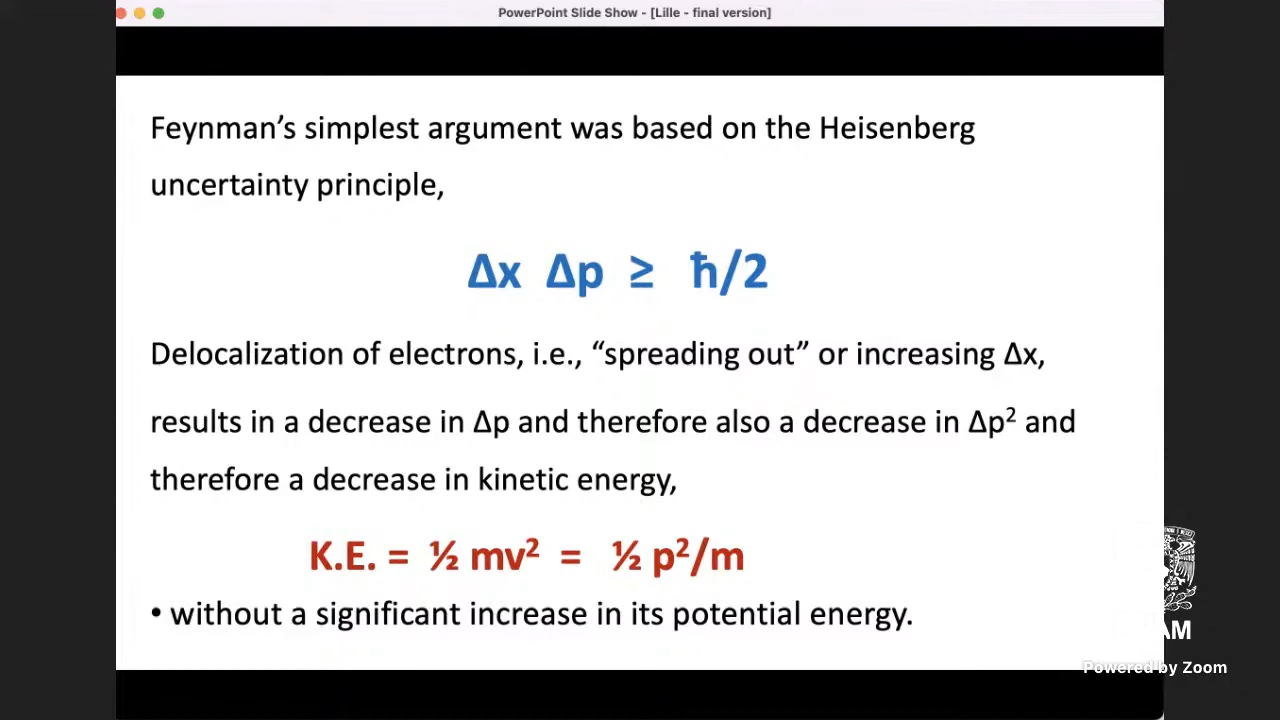 PowerPoint Slide Show - [Lille - final version]
Feynman’s simplest argument was based on the Heisenberg
uncertainty principle,
Δx Δp ≥ ħ/2
Delocalization of electrons, i.e., “spreading out” or increasing Δx,
results in a decrease in Δp and therefore also a decrease in Δp² and
therefore a decrease in kinetic energy,
K.E. = ½ mv² = ½ p²/m
• without a significant increase in its potential energy.
AM
Powered by Zoom